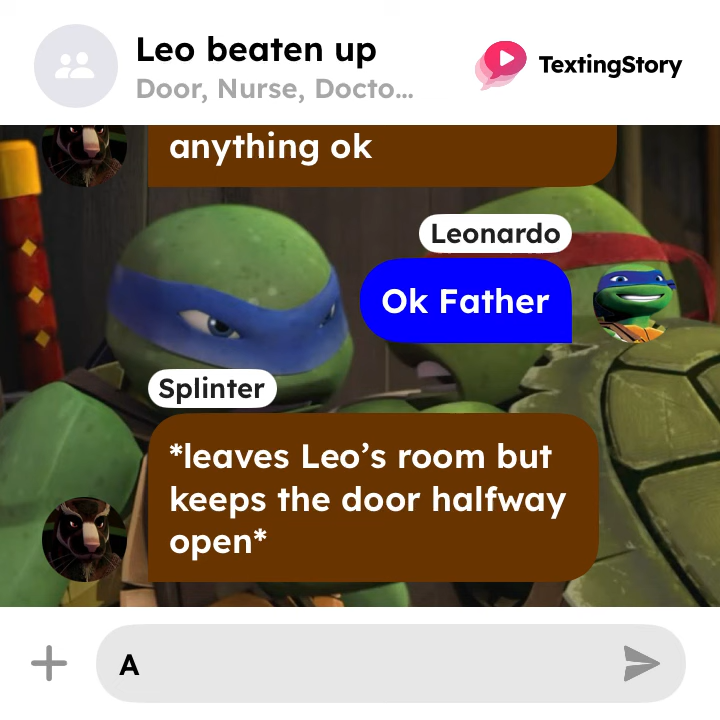 Leo beaten up
Door, Nurse, Docto...
TextingStory
anything ok
Leonardo
Ok Father
Splinter
*leaves Leo’s room but
keeps the door halfway
open*
A